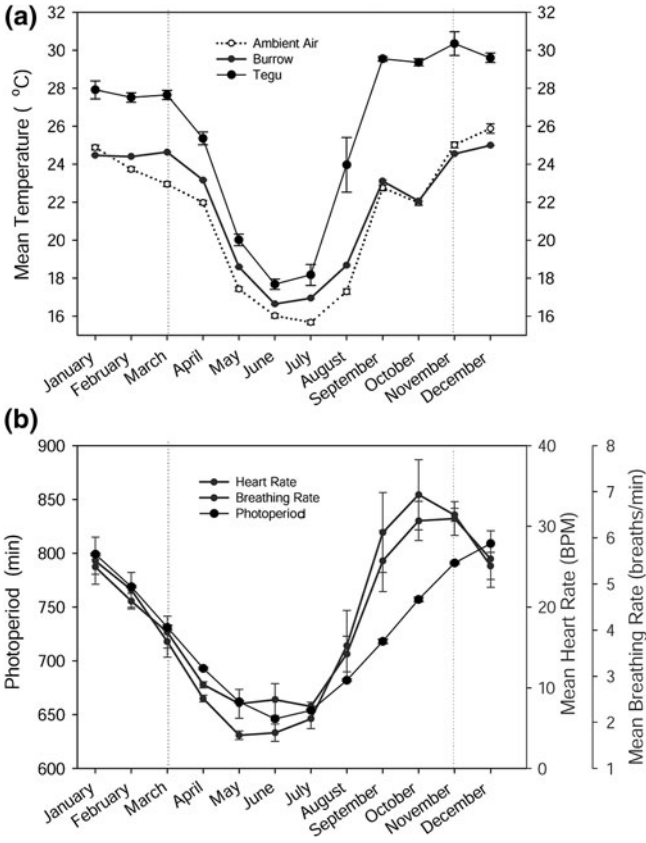 (a)
32
30
28
26
24
22
20
18
16
Mean Temperature ( °C)
Ambient Air
Burrow
Tegu
32
30
28
26
24
22
20
18
16
January
February
March
April
May
June
July
August
September
October
November
December
(b)
900
850
800
750
700
650
600
Photoperiod (min)
Heart Rate
Breathing Rate
Photoperiod
40
30
20
10
0
Mean Heart Rate (BPM)
8
7
6
5
4
3
2
1
Mean Breathing Rate (breaths/min)
January
February
March
April
May
June
July
August
September
October
November
December